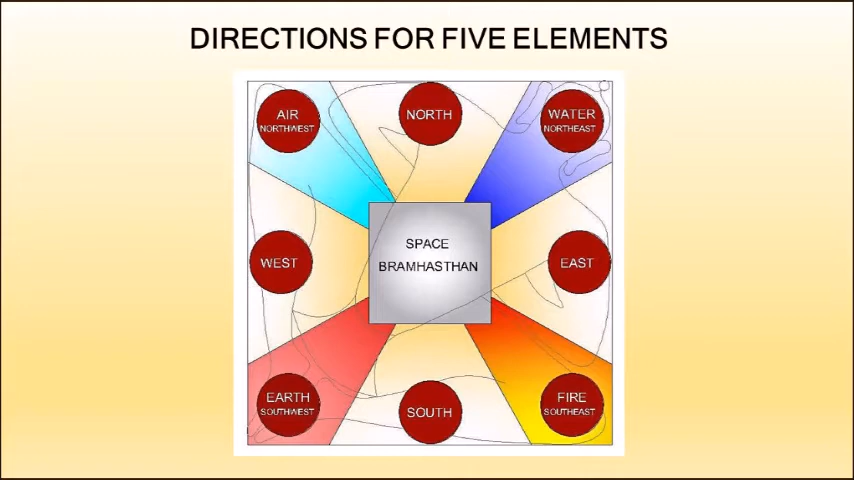 DIRECTIONS FOR FIVE ELEMENTS
AIR
NORTHWEST
NORTH
WATER
NORTHEAST
WEST
SPACE
BRAMHASTHAN
EAST
EARTH
SOUTHWEST
SOUTH
FIRE
SOUTHEAST